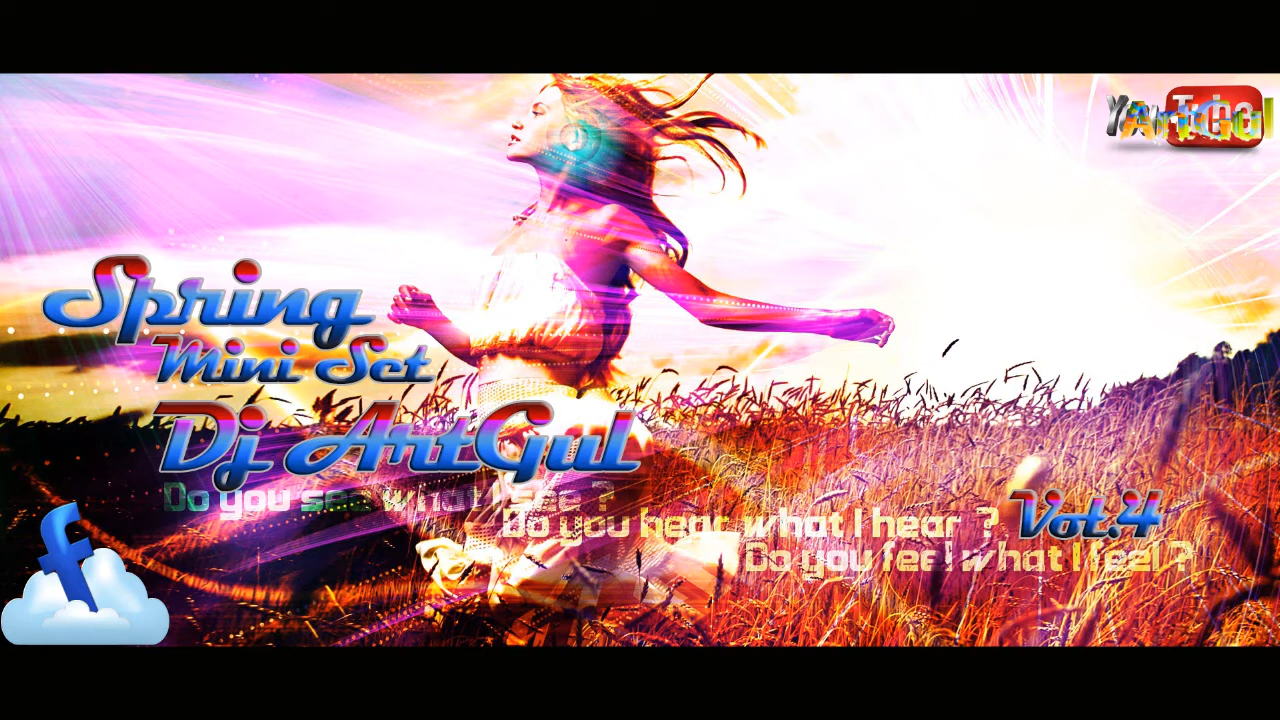 ArtGul
Spring
Mini Set
Dj ArtGul
Do you see what I see ?
Do you hear what I hear ?
Vol.4
Do you feel what I feel ?
f